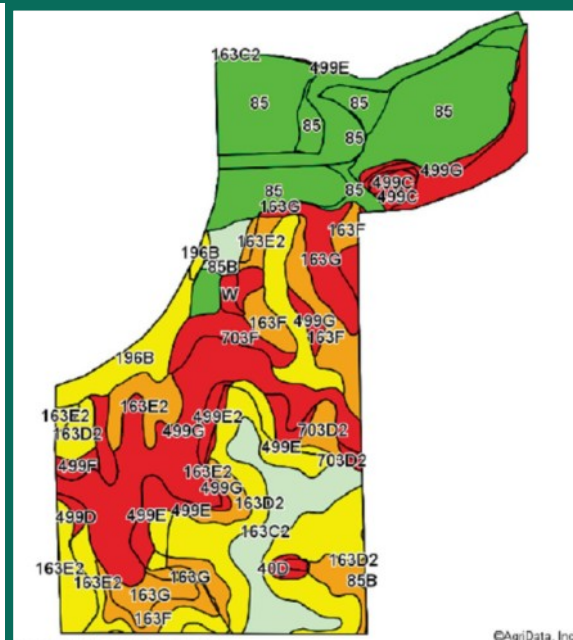 163C2
499E
85
85
85
85
85
499G
499C
499C
85
85
163G
163F
163E2
196B
163G
85B
W
499G
163F
703F
163F
196B
163E2
163E2
499E2
163D2
499G
703D2
499E
703D2
499F
163E2
499G
163D2
499D
499E
499E
163C2
163D2
40D
163E2
163G
85B
163E2
163G
163F
©AgriData, Inc